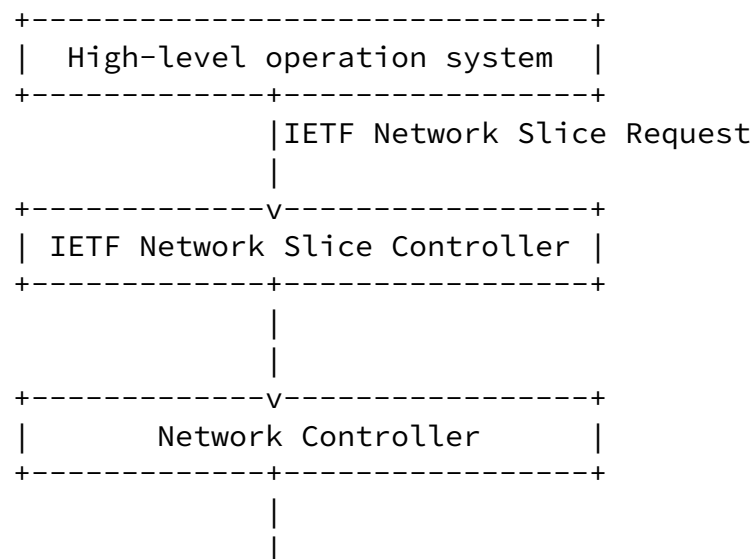 +-------------------------------+
|  High-level operation system  |
+-------------+-----------------+
              |IETF Network Slice Request
              |
+-------------v-----------------+
| IETF Network Slice Controller |
+-------------+-----------------+
              |
              |
+-------------v-----------------+
|       Network Controller      |
+-------------+-----------------+
              |
              |